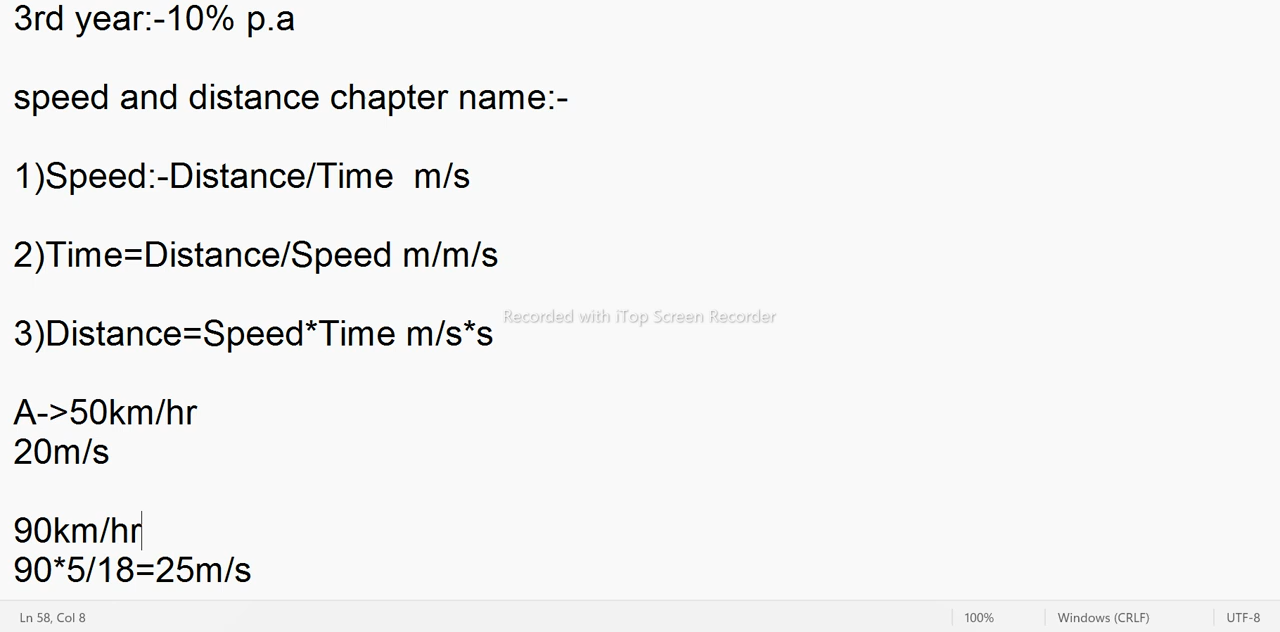 3rd year:-10% p.a
speed and distance chapter name:-
1)Speed:-Distance/Time  m/s
2)Time=Distance/Speed m/m/s
Recorded with iTop Screen Recorder
3)Distance=Speed*Time m/s*s
A->50km/hr
20m/s
90km/hr
90*5/18=25m/s
Ln 58, Col 8
100%
Windows (CRLF)
UTF-8